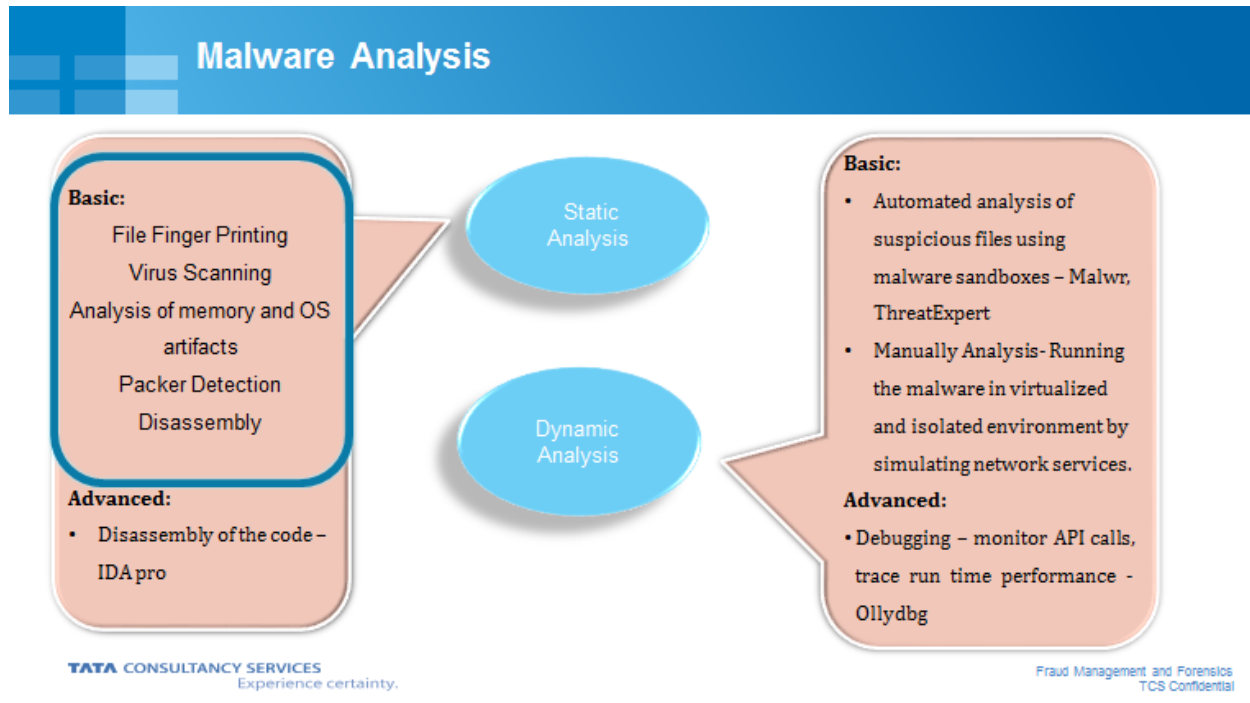 Malware Analysis
Basic:
File Finger Printing
Virus Scanning
Analysis of memory and OS
artifacts
Packer Detection
Disassembly
Advanced:
• Disassembly of the code –
IDA pro
Static
Analysis
Dynamic
Analysis
Basic:
• Automated analysis of
suspicious files using
malware sandboxes – Malwr,
ThreatExpert
• Manually Analysis- Running
the malware in virtualized
and isolated environment by
simulating network services.
Advanced:
• Debugging – monitor API calls,
trace run time performance -
Ollydbg
TATA CONSULTANCY SERVICES
Experience certainty.
Fraud Management and Forensics
TCS Confidential